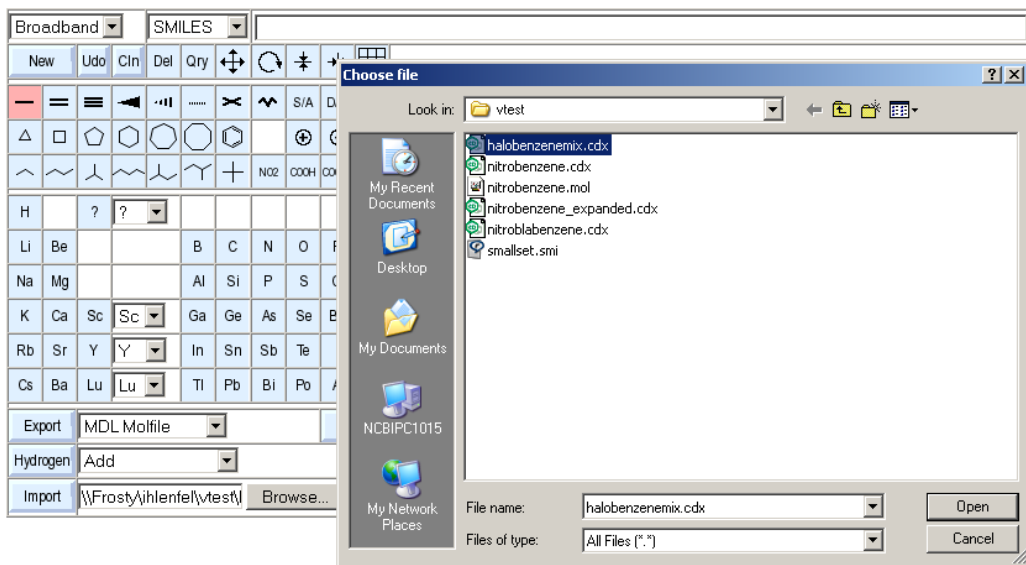 Broadband SMILES
New Udo Cln Del Qry
Choose file
Look in: vtest
S/A
halobenzenemix.cdx
nitrobenzene.cdx
nitrobenzene.mol
nitrobenzene_expanded.cdx
nitroblabenzene.cdx
smallset.smi
NO2 COOH
H ? ?
Li Be B C N O
Na Mg Al Si P S
K Ca Sc Sc Ga Ge As Se
Rb Sr Y Y In Sn Sb Te
Cs Ba Lu Lu Tl Pb Bi Po
My Recent
Documents
Desktop
My Documents
NCBIPC1015
My Network
Places
Export MDL Molfile
Hydrogen Add
Import \\Frosty\ihlenfel\vtest\ Browse...
File name: halobenzenemix.cdx Open
Files of type: All Files (*.*) Cancel